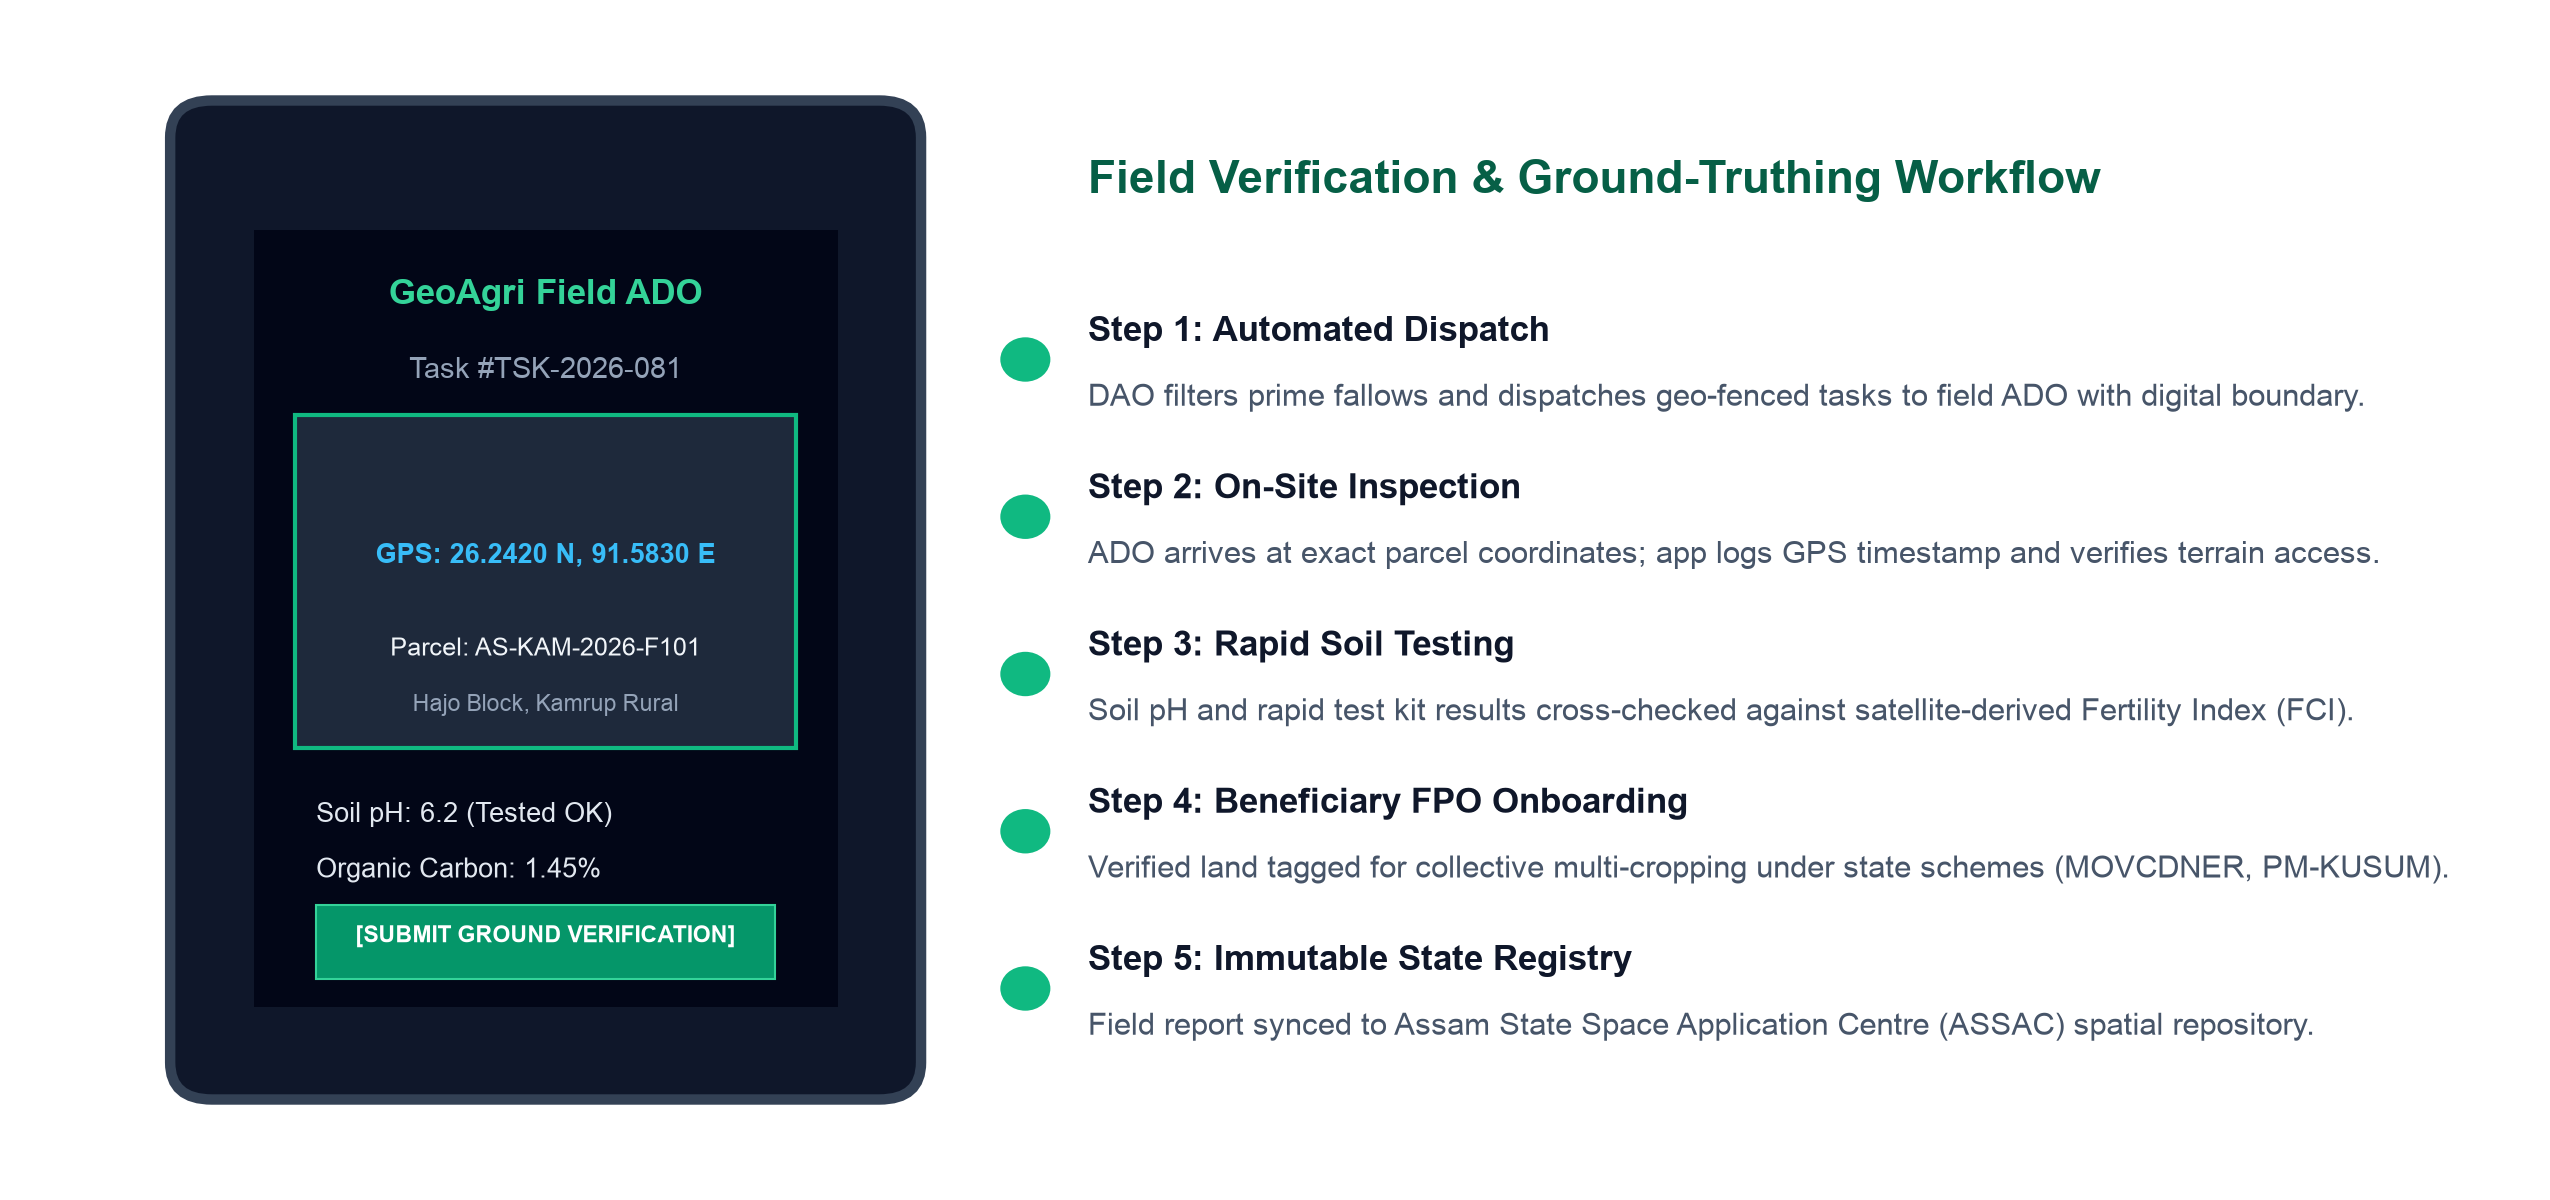 GeoAgri Field ADO
Task #TSK-2026-081
GPS: 26.2420 N, 91.5830 E
Parcel: AS-KAM-2026-F101
Hajo Block, Kamrup Rural
Soil pH: 6.2 (Tested OK)
Organic Carbon: 1.45%
[SUBMIT GROUND VERIFICATION]
Field Verification & Ground-Truthing Workflow
Step 1: Automated Dispatch
DAO filters prime fallows and dispatches geo-fenced tasks to field ADO with digital boundary.
Step 2: On-Site Inspection
ADO arrives at exact parcel coordinates; app logs GPS timestamp and verifies terrain access.
Step 3: Rapid Soil Testing
Soil pH and rapid test kit results cross-checked against satellite-derived Fertility Index (FCI).
Step 4: Beneficiary FPO Onboarding
Verified land tagged for collective multi-cropping under state schemes (MOVCDNER, PM-KUSUM).
Step 5: Immutable State Registry
Field report synced to Assam State Space Application Centre (ASSAC) spatial repository.